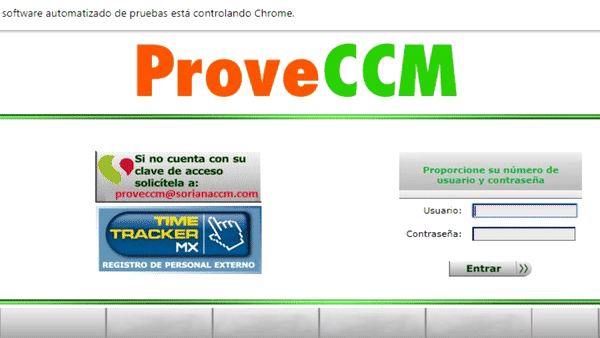 software automatizado de pruebas está controlando Chrome.
ProveCCM
Si no cuenta con su
clave de acceso
solicítela a:
proveccm@sorianaccm.com
TIME
TRACKER
MX
REGISTRO DE PERSONAL EXTERNO
Proporcione su número de
usuario y contraseña
Usuario:
Contraseña:
Entrar